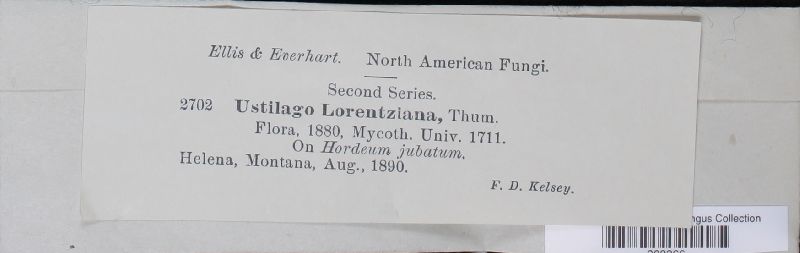 Ellis & Everhart. North American Fungi.
Second Series.
2702 Ustilago Lorentziana, Thum.
Flora, 1880, Mycoth. Univ. 1711.
On Hordeum jubatum.
Helena, Montana, Aug., 1890.
F. D. Kelsey.
Collection